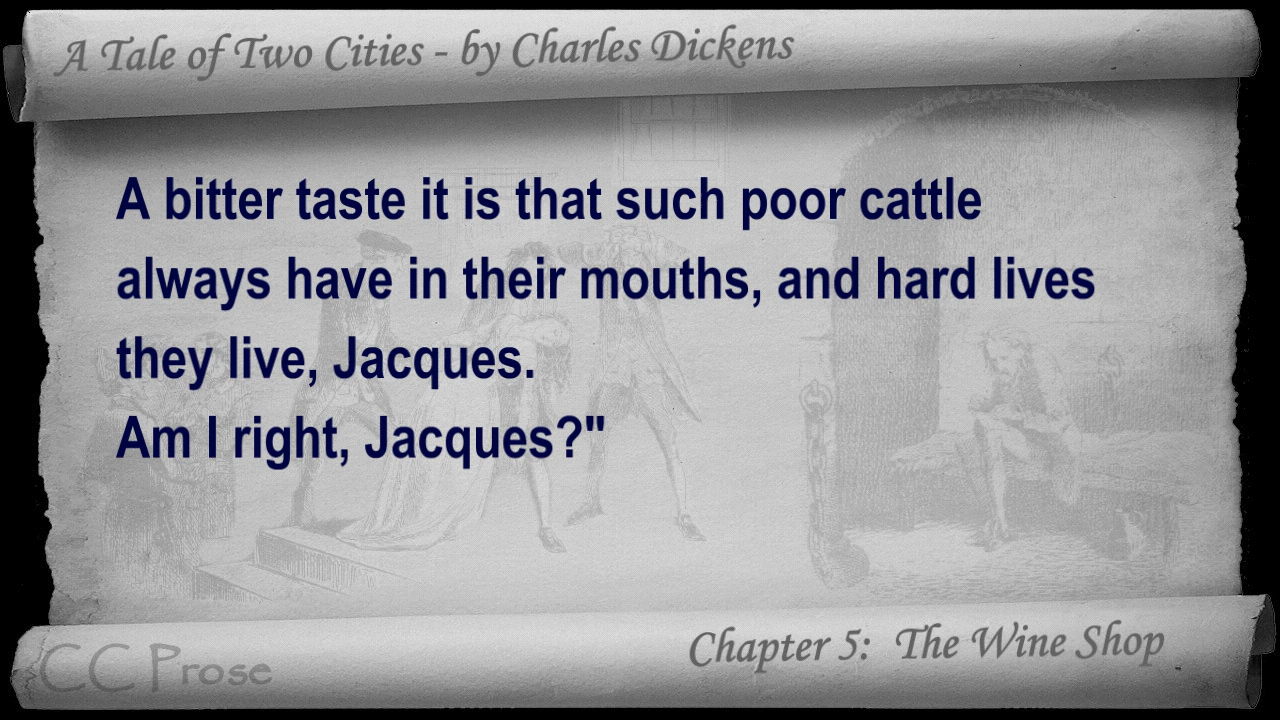 A Tale of Two Cities - by Charles Dickens
A bitter taste it is that such poor cattle
always have in their mouths, and hard lives
they live, Jacques.
Am I right, Jacques?"
Chapter 5: The Wine Shop
CC Prose